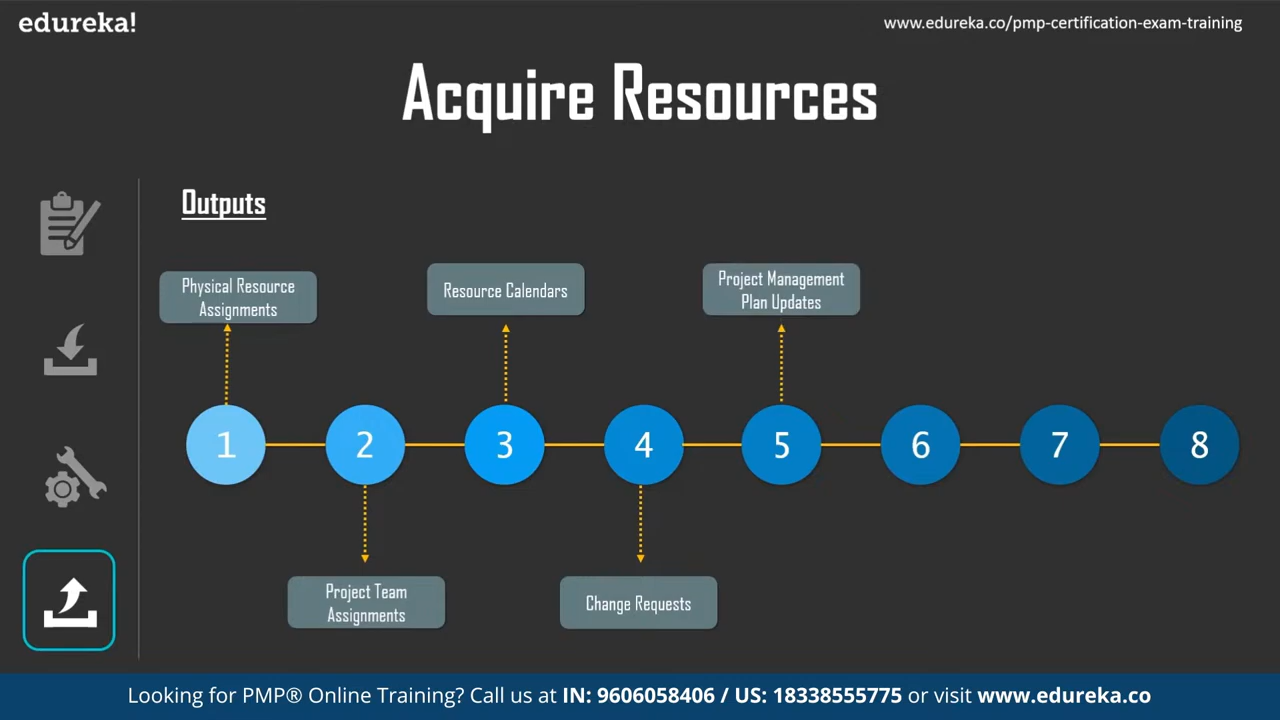 edureka!
www.edureka.co/pmp-certification-exam-training
Acquire Resources
Outputs
Physical Resource
Assignments
Resource Calendars
Project Management
Plan Updates
1
2
3
4
5
6
7
8
Project Team
Assignments
Change Requests
Looking for PMP® Online Training? Call us at IN: 9606058406 / US: 18338555775 or visit www.edureka.co